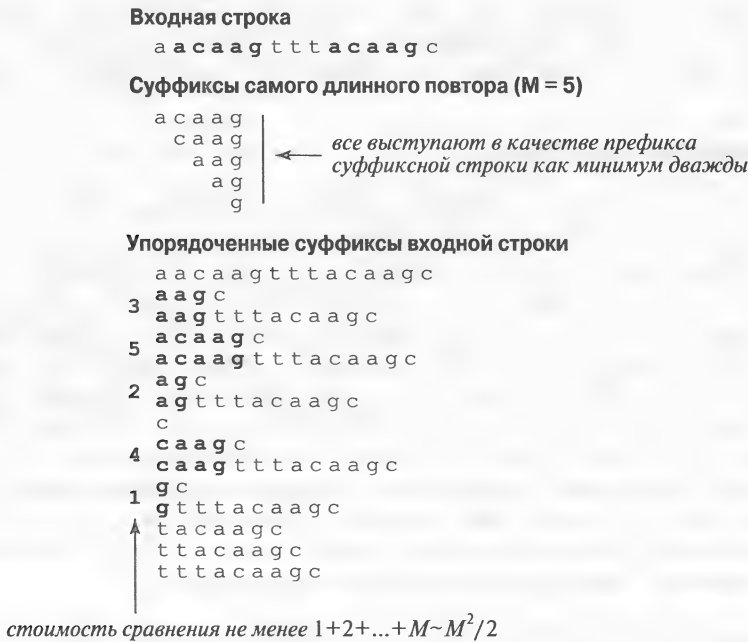 Входная строка
a a c a a g t t t a c a a g c
Суффиксы самого длинного повтора (M = 5)
a c a a g
c a a g
a a g
a g
g
все выступают в качестве префикса
суффиксной строки как минимум дважды
Упорядоченные суффиксы входной строки
a a c a a g t t t a c a a g c
3
a a g c
a a g t t t a c a a g c
5
a c a a g c
a c a a g t t t a c a a g c
2
a g c
a g t t t a c a a g c
c
4
c a a g c
c a a g t t t a c a a g c
1
g c
g t t t a c a a g c
t a c a a g c
t t a c a a g c
t t t a c a a g c
стоимость сравнения не менее 1+2+...+M~M²/2